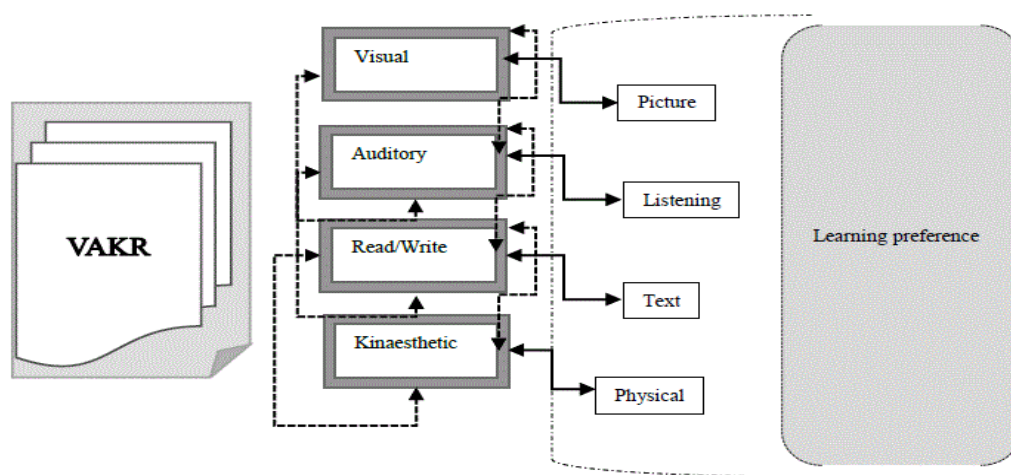 VAKR
Visual
Picture
Auditory
Listening
Read/Write
Text
Kinaesthetic
Physical
Learning preference